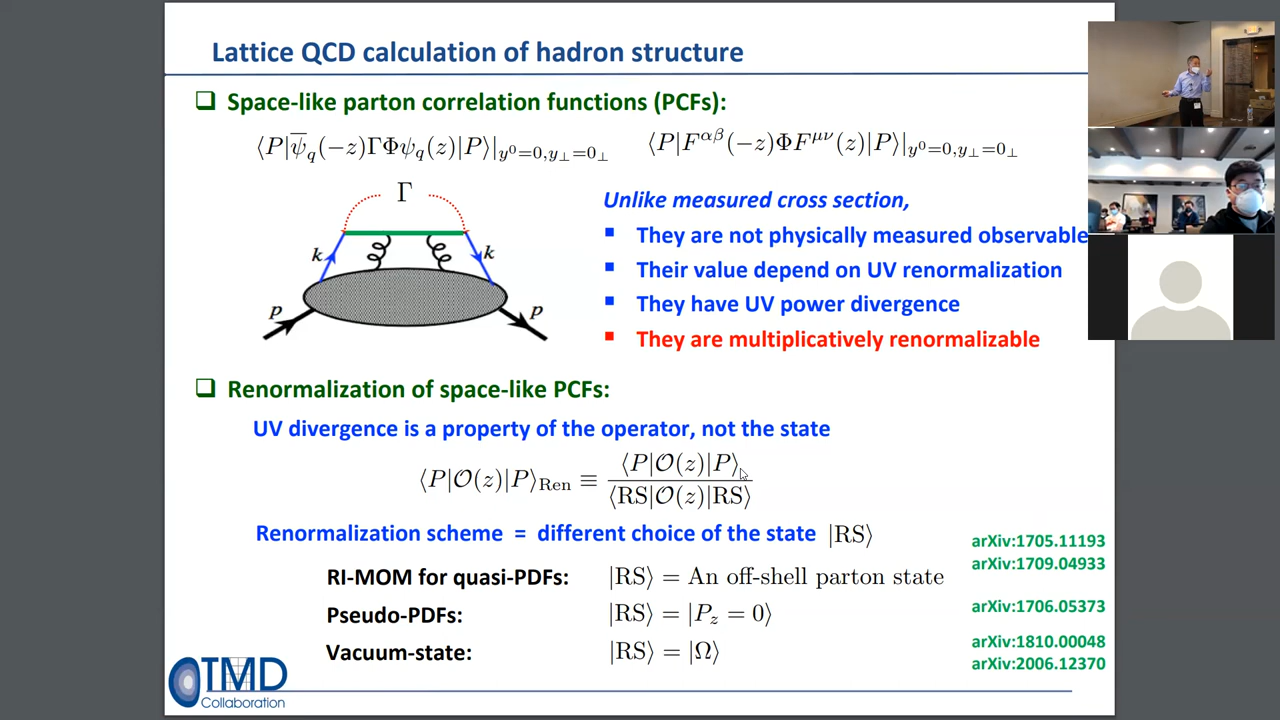 Lattice QCD calculation of hadron structure
❑ Space-like parton correlation functions (PCFs):
⟨P|ψ̅_q(−z)ΓΦψ_q(z)|P⟩|_{y^0=0,y_⊥=0_⊥}
⟨P|F^{αβ}(−z)ΦF^{μν}(z)|P⟩|_{y^0=0,y_⊥=0_⊥}
Γ
k
k
p
p
Unlike measured cross section,
▪ They are not physically measured observable
▪ Their value depend on UV renormalization
▪ They have UV power divergence
▪ They are multiplicatively renormalizable
❑ Renormalization of space-like PCFs:
UV divergence is a property of the operator, not the state
⟨P|𝒪(z)|P⟩_Ren ≡ ⟨P|𝒪(z)|P⟩ / ⟨RS|𝒪(z)|RS⟩
Renormalization scheme = different choice of the state |RS⟩
RI-MOM for quasi-PDFs: |RS⟩ = An off-shell parton state
Pseudo-PDFs: |RS⟩ = |P_z = 0⟩
Vacuum-state: |RS⟩ = |Ω⟩
arXiv:1705.11193
arXiv:1709.04933
arXiv:1706.05373
arXiv:1810.00048
arXiv:2006.12370
TMD
Collaboration